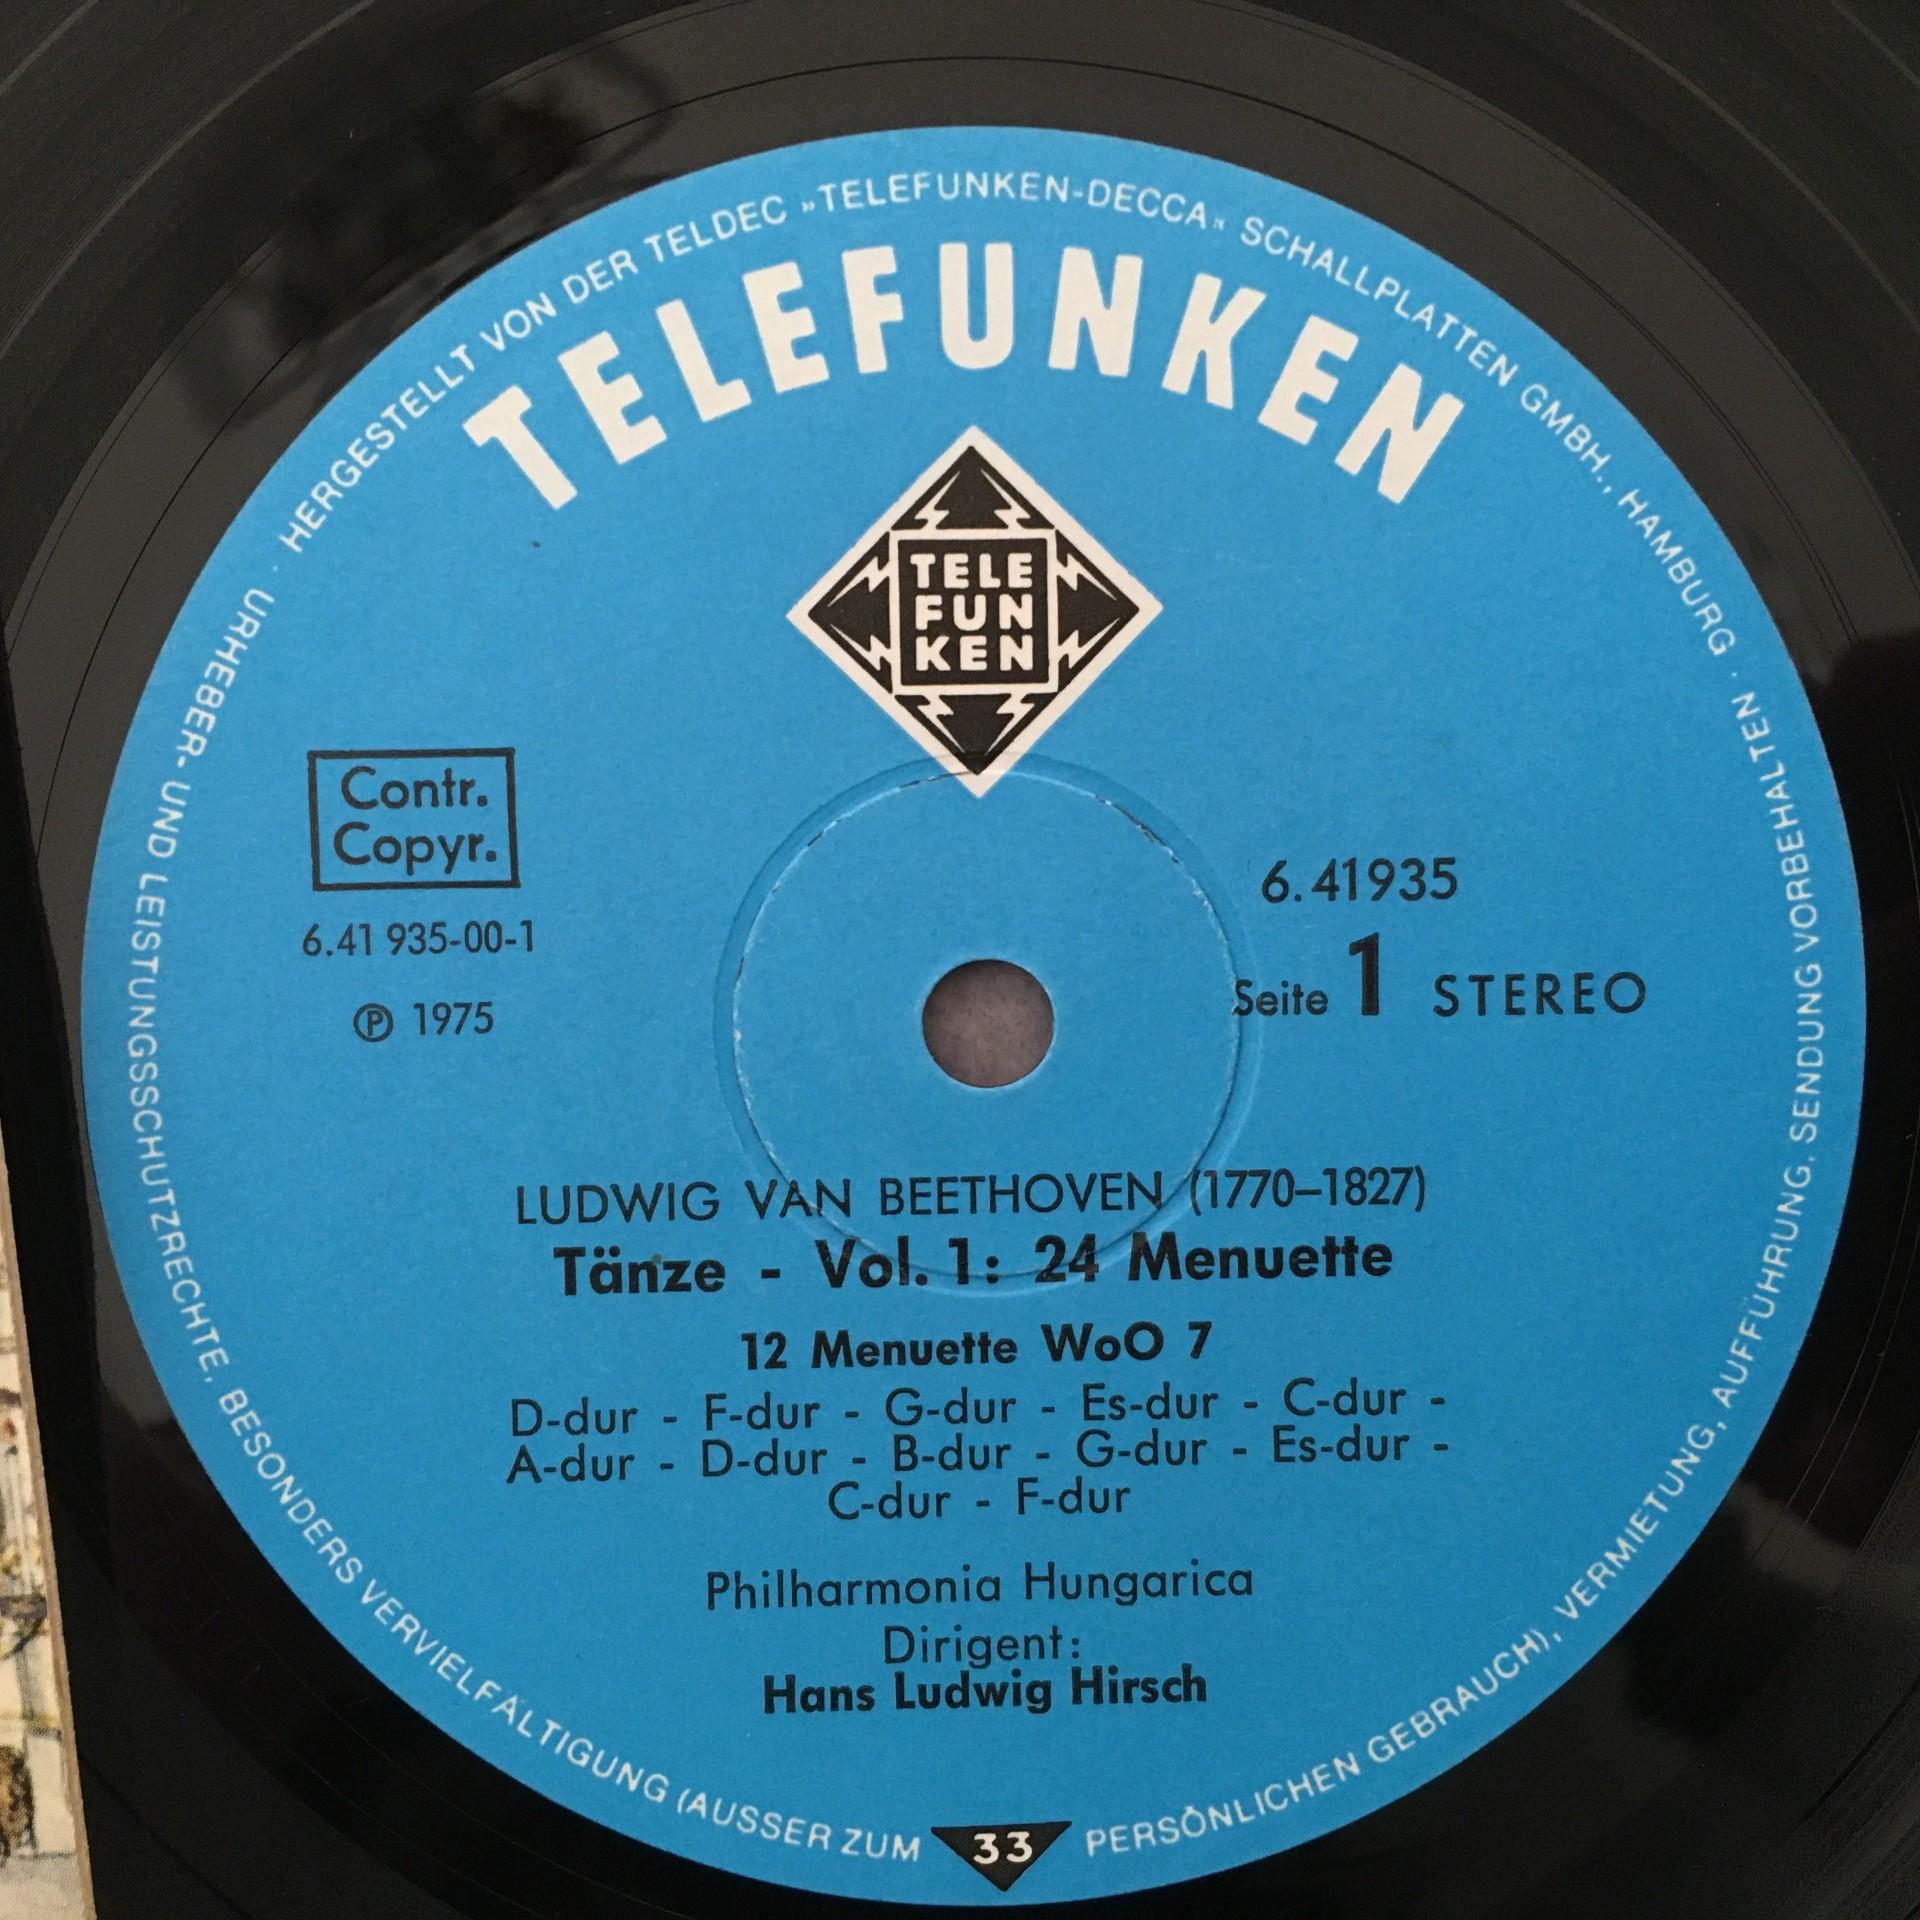 HERGESTELLT VON DER TELDEC »TELEFUNKEN-DECCA« SCHALLPLATTEN GMBH., HAMBURG ·
URHEBER- UND LEISTUNGSSCHUTZRECHTE, BESONDERS VERVIELFÄLTIGUNG (AUSSER ZUM PERSÖNLICHEN GEBRAUCH), VERMIETUNG, AUFFÜHRUNG, SENDUNG VORBEHALTEN ·
TELEFUNKEN
TELE
FUN
KEN
Contr.
Copyr.
6.41 935-00-1
℗ 1975
6.41935
Seite 1 STEREO
LUDWIG VAN BEETHOVEN (1770–1827)
Tänze - Vol. 1: 24 Menuette
12 Menuette WoO 7
D-dur - F-dur - G-dur - Es-dur - C-dur -
A-dur - D-dur - B-dur - G-dur - Es-dur -
C-dur - F-dur
Philharmonia Hungarica
Dirigent:
Hans Ludwig Hirsch
33